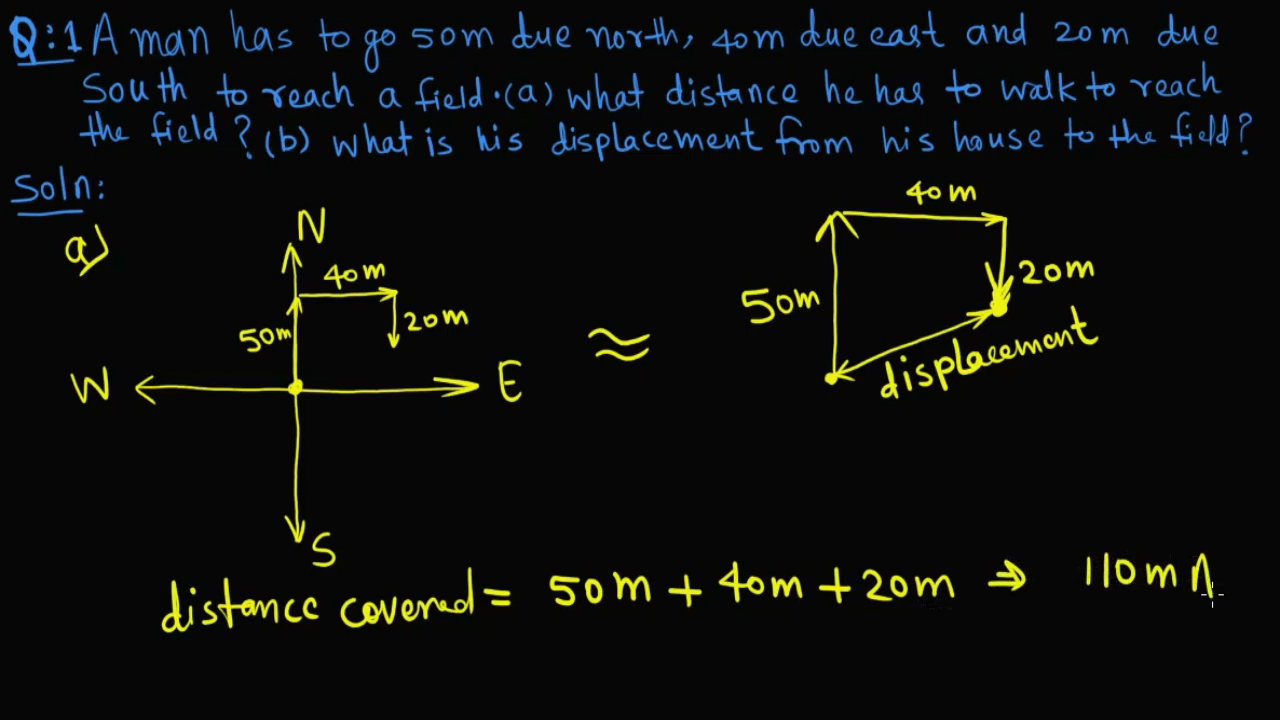 Q:1 A man has to go 50m due north, 40m due east and 20m due
South to reach a field. (a) what distance he has to walk to reach
the field? (b) what is his displacement from his house to the field?
Soln:
a)
N
40m
50m
20m
W
E
S
≈
40m
50m
20m
displacement
distance covered = 50m + 40m + 20m ⇒ 110m